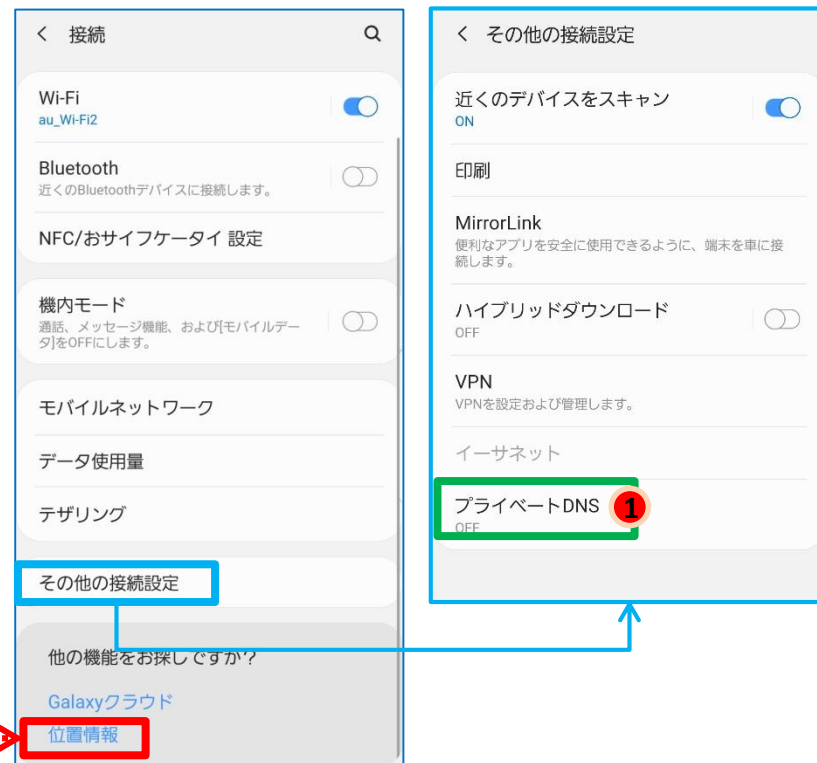 接続
Wi-Fi
au_Wi-Fi2
Bluetooth
近くのBluetoothデバイスに接続します。
NFC/おサイフケータイ 設定
機内モード
通話、メッセージ機能、および[モバイルデー
タ]をOFFにします。
モバイルネットワーク
データ使用量
テザリング
その他の接続設定
他の機能をお探しですか?
Galaxyクラウド
位置情報
その他の接続設定
近くのデバイスをスキャン
ON
印刷
MirrorLink
便利なアプリを安全に使用できるように、端末を車に接
続します。
ハイブリッドダウンロード
OFF
VPN
VPNを設定および管理します。
イーサネット
プライベートDNS 1
OFF